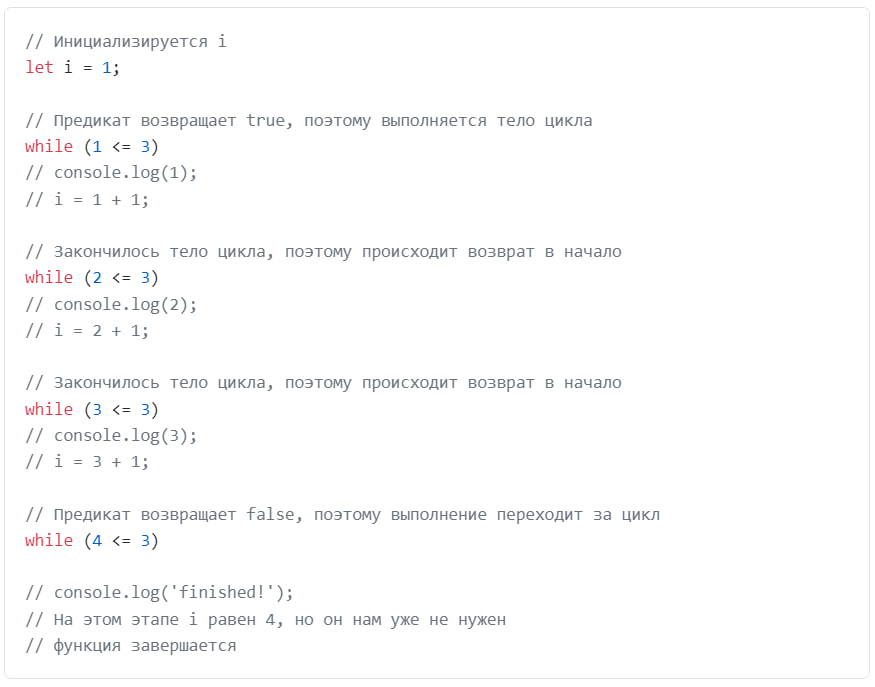 // Инициализируется i
let i = 1;
// Предикат возвращает true, поэтому выполняется тело цикла
while (1 <= 3)
// console.log(1);
// i = 1 + 1;
// Закончилось тело цикла, поэтому происходит возврат в начало
while (2 <= 3)
// console.log(2);
// i = 2 + 1;
// Закончилось тело цикла, поэтому происходит возврат в начало
while (3 <= 3)
// console.log(3);
// i = 3 + 1;
// Предикат возвращает false, поэтому выполнение переходит за цикл
while (4 <= 3)
// console.log('finished!');
// На этом этапе i равен 4, но он нам уже не нужен
// функция завершается